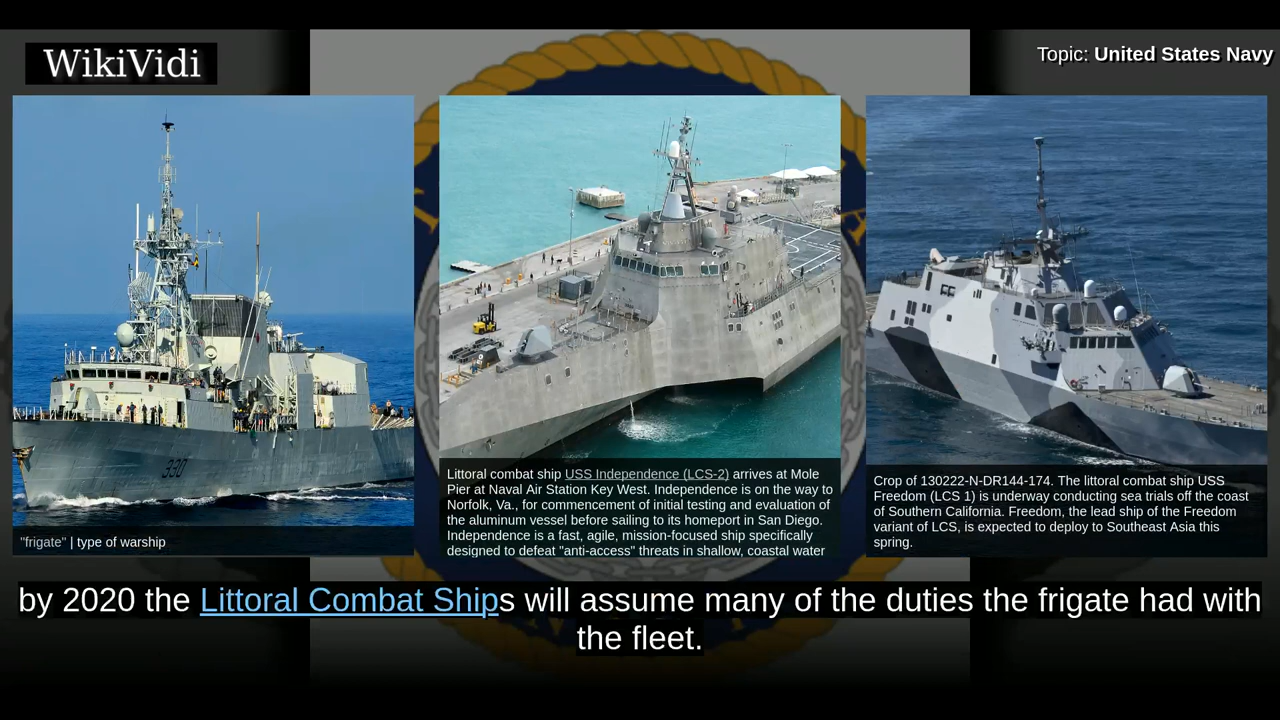 WikiVidi
Topic: United States Navy
330
"frigate" | type of warship
Littoral combat ship USS Independence (LCS-2) arrives at Mole
Pier at Naval Air Station Key West. Independence is on the way to
Norfolk, Va., for commencement of initial testing and evaluation of
the aluminum vessel before sailing to its homeport in San Diego.
Independence is a fast, agile, mission-focused ship specifically
designed to defeat "anti-access" threats in shallow, coastal water
Crop of 130222-N-DR144-174. The littoral combat ship USS
Freedom (LCS 1) is underway conducting sea trials off the coast
of Southern California. Freedom, the lead ship of the Freedom
variant of LCS, is expected to deploy to Southeast Asia this
spring.
by 2020 the Littoral Combat Ships will assume many of the duties the frigate had with
the fleet.